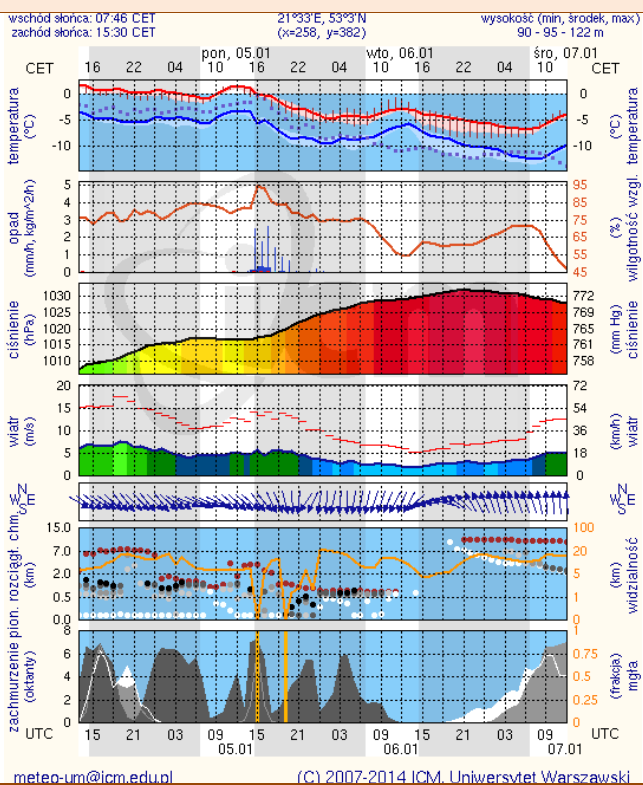 wschód słońca: 07:46 CET 21°33'E, 53°3'N wysokość (min, środek, max)
zachód słońca: 15:30 CET (x=258, y=382) 90 - 95 - 122 m
pon, 05.01 wto, 06.01 śro, 07.01
CET 16 22 04 10 16 22 04 10 16 22 04 10 CET
temperatura (°C)
0 -5 -10
0 -5 -10
temperatura (°C)
opad (mm/h, kg/m^2/h)
5 4 3 2 1 0
95 85 75 65 55 45
(%) wilgotność wzgl.
ciśnienie (hPa)
1030 1025 1020 1015 1010
772 769 765 761 758
(mm Hg) ciśnienie
wiatr (m/s)
20 15 10 5 0
72 54 36 18 0
(km/h) wiatr
N W E S
N W E S
pion. rozciągł. chm. (km)
15.0 7.0 2.0 0.5 0.0
100 20 5 1 0
(km) widzialność
zachmurzenie (oktanty)
8 6 4 2 0
1 0.75 0.5 0.25 0
(frakcja) mgła
UTC 15 21 03 09 15 21 03 09 15 21 03 09 UTC
05.01 06.01 07.01
meteo-um@icm.edu.pl (C) 2007-2014 ICM, Uniwersytet Warszawski